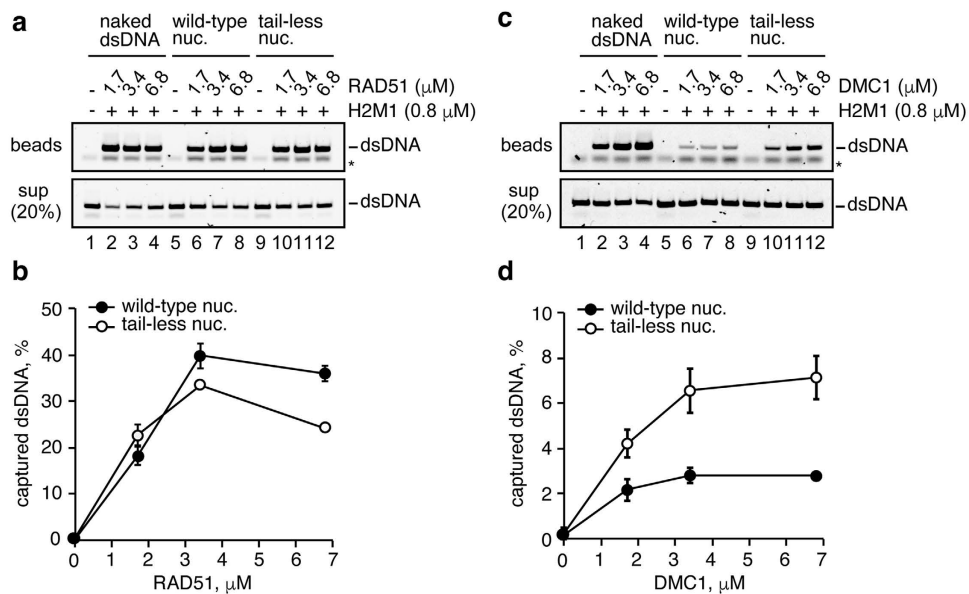 a
naked dsDNA wild-type nuc. tail-less nuc.
- 1.7 3.4 6.8 - 1.7 3.4 6.8 - 1.7 3.4 6.8 RAD51 (μM)
+ + + + + + + + + H2M1 (0.8 μM)
beads –dsDNA
*
sup (20%) –dsDNA
1 2 3 4 5 6 7 8 9 10 11 12
c
naked dsDNA wild-type nuc. tail-less nuc.
- 1.7 3.4 6.8 - 1.7 3.4 6.8 - 1.7 3.4 6.8 DMC1 (μM)
+ + + + + + + + + H2M1 (0.8 μM)
beads –dsDNA
*
sup (20%) –dsDNA
1 2 3 4 5 6 7 8 9 10 11 12
b
wild-type nuc.
tail-less nuc.
captured dsDNA, %
50
40
30
20
10
0
0 1 2 3 4 5 6 7
RAD51, μM
d
wild-type nuc.
tail-less nuc.
captured dsDNA, %
10
8
6
4
2
0
0 1 2 3 4 5 6 7
DMC1, μM